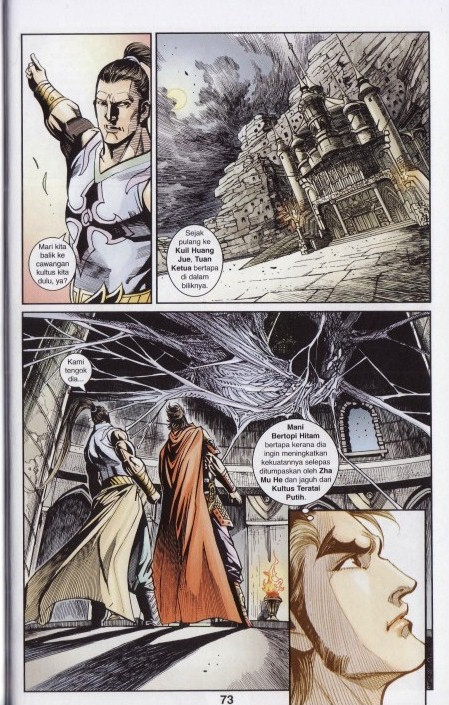 Mari kita
balik ke
cawangan
kultus kita
dulu, ya?
Sejak
pulang ke
Kuil Huang
Jue, Tuan
Ketua bertapa
di dalam
biliknya.
Kami
tengok
dia...
Mani
Bertopi Hitam
bertapa kerana dia
ingin meningkatkan
kekuatannya selepas
ditumpaskan oleh Zha
Mu He dan jaguh dari
Kultus Teratai
Putih.
73